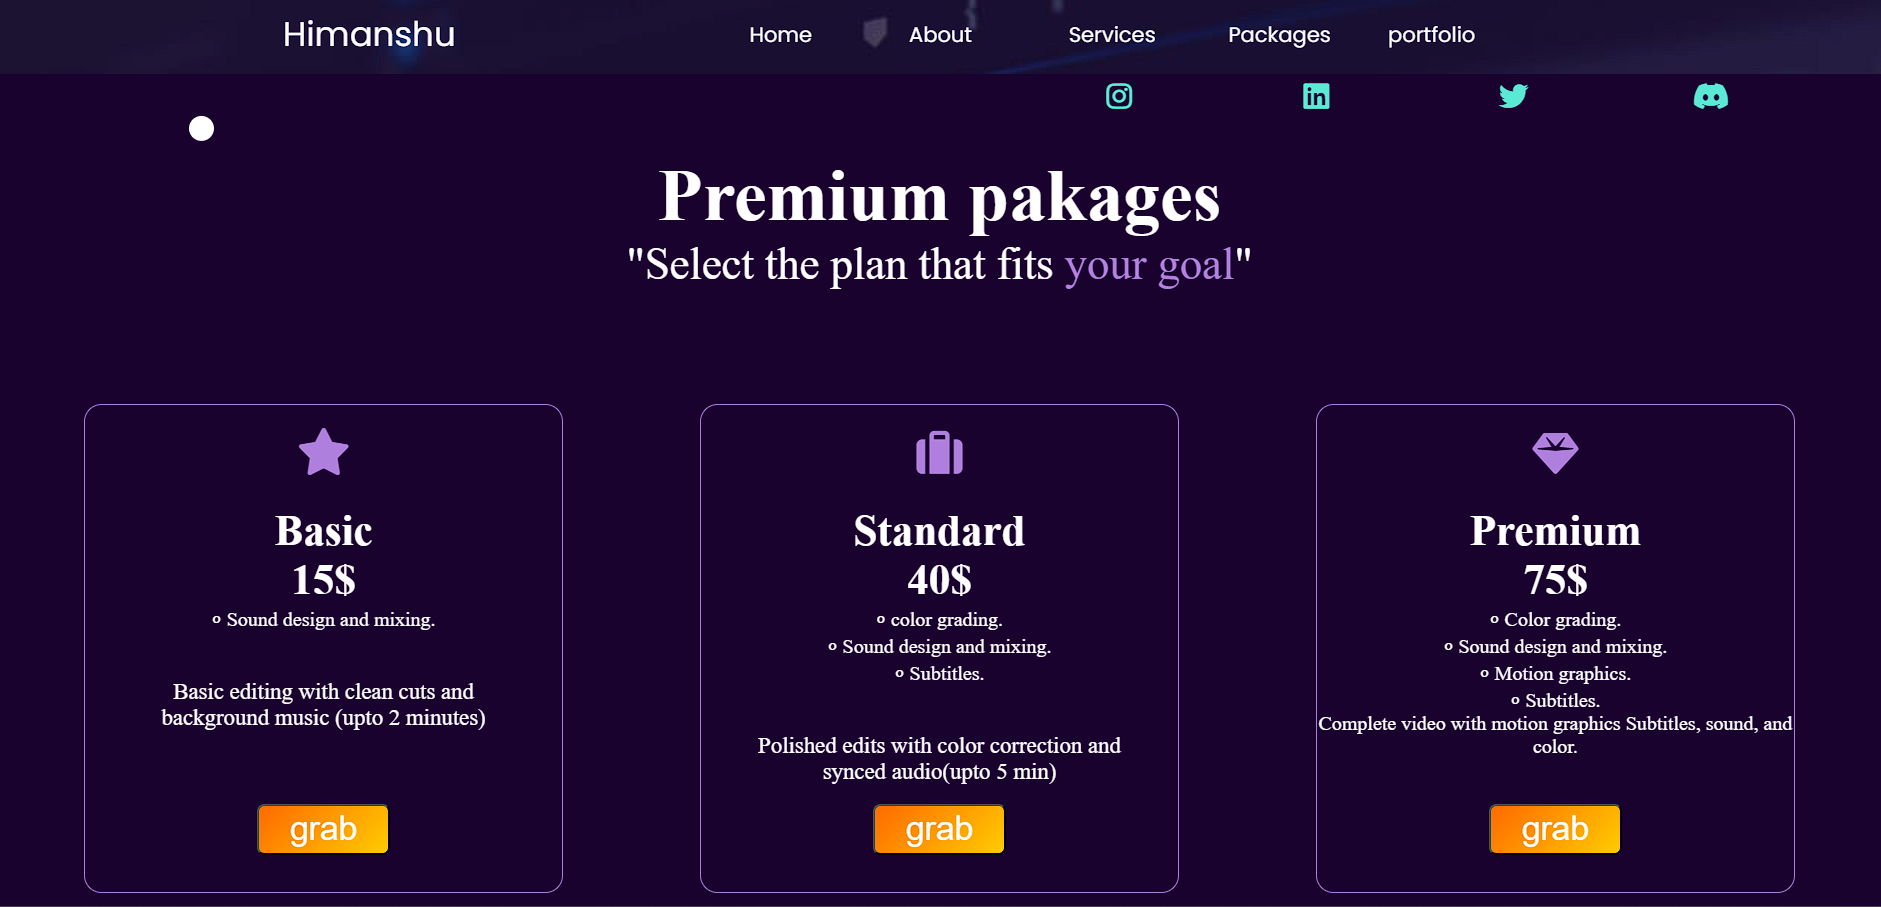 Himanshu
Home About Services Packages portfolio
Premium pakages
"Select the plan that fits your goal"
Basic
15$
Sound design and mixing.
Basic editing with clean cuts and
background music (upto 2 minutes)
grab
Standard
40$
color grading.
Sound design and mixing.
Subtitles.
Polished edits with color correction and
synced audio(upto 5 min)
grab
Premium
75$
Color grading.
Sound design and mixing.
Motion graphics.
Subtitles.
Complete video with motion graphics Subtitles, sound, and
color.
grab